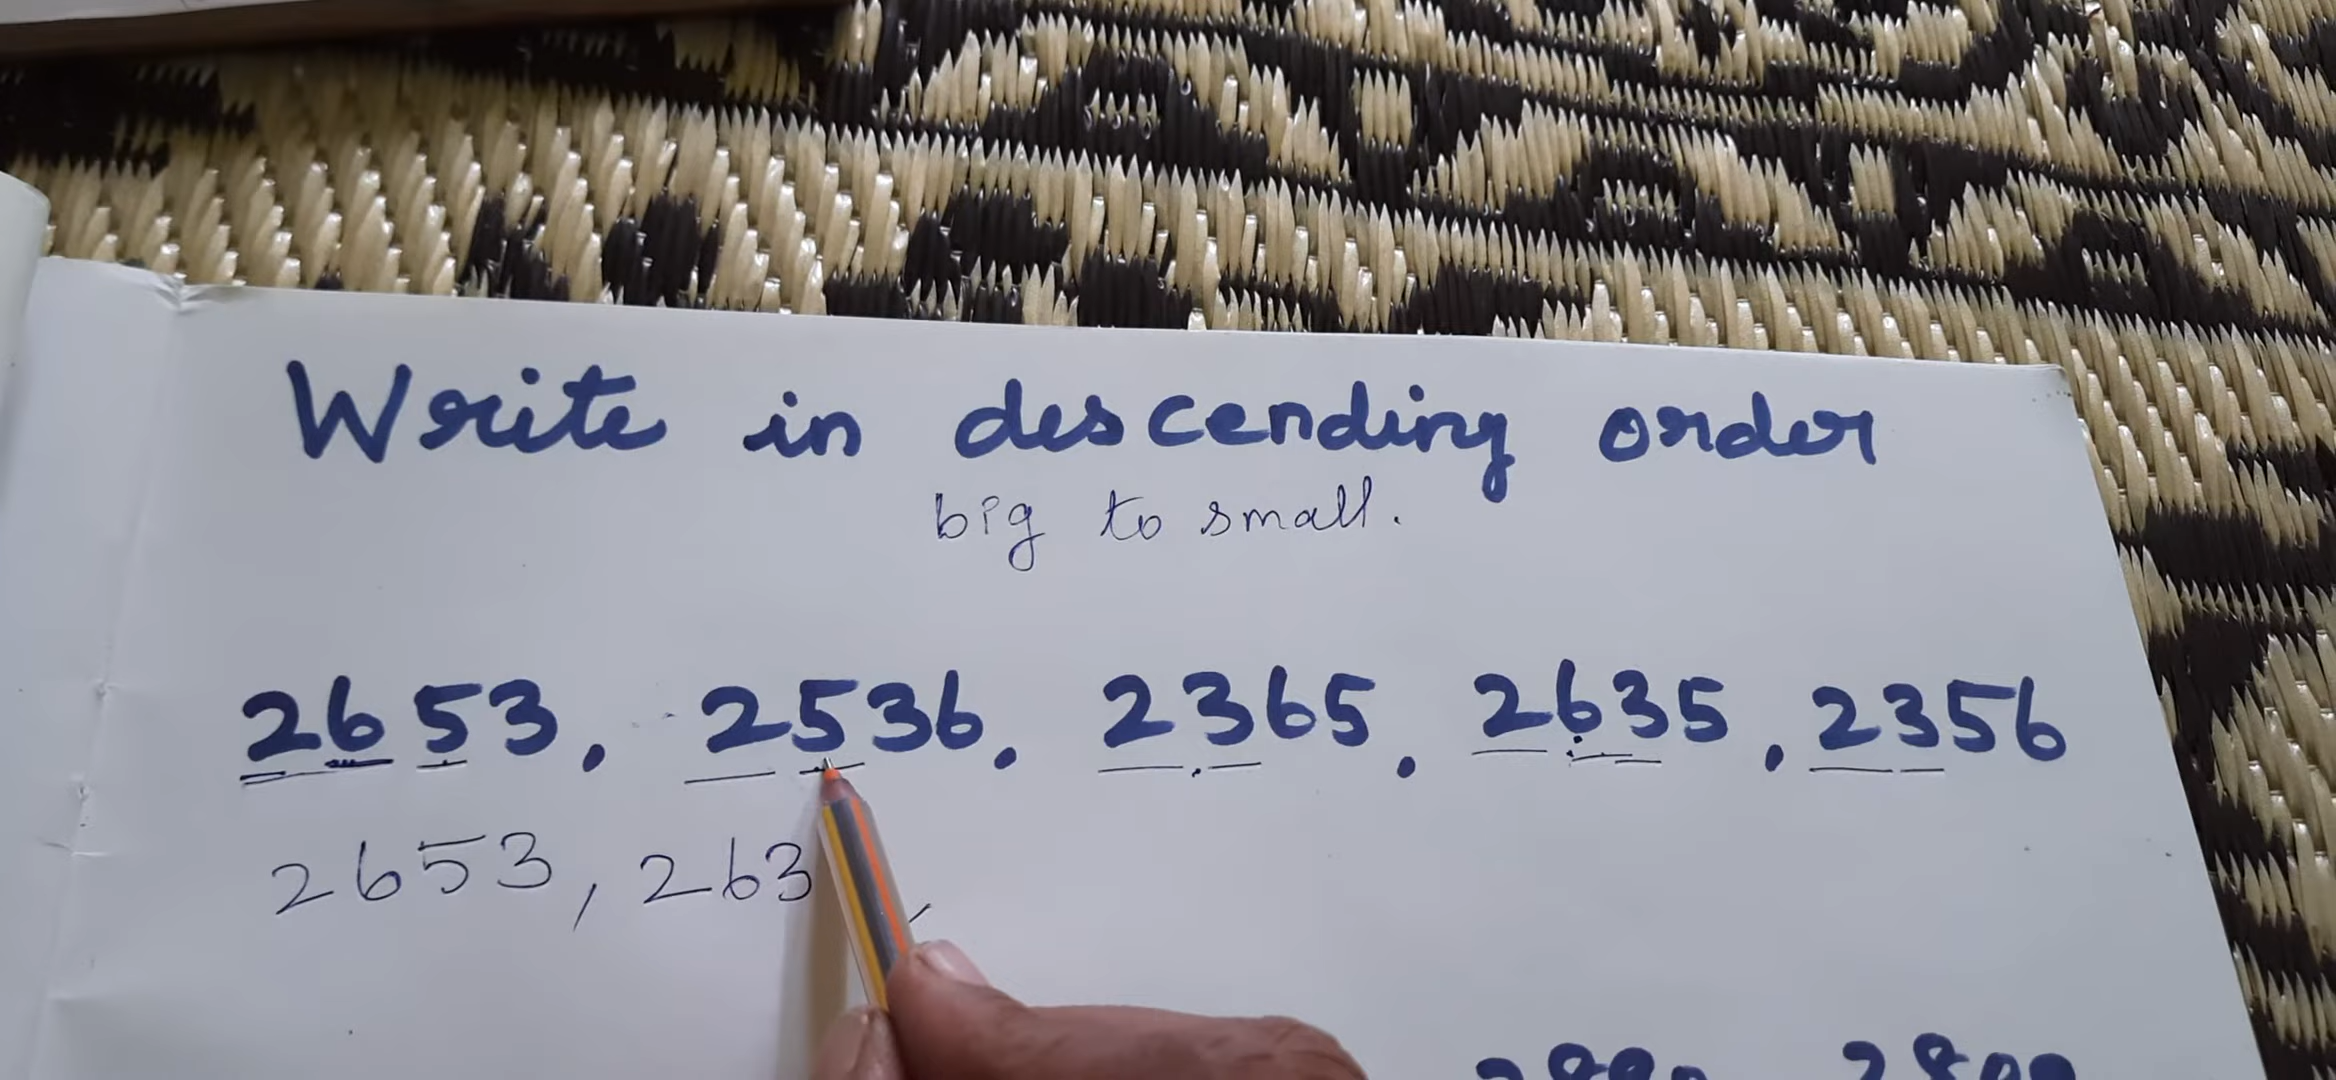 Write in descending order
big to small.
2653, 2536, 2365, 2635, 2356
2653, 263